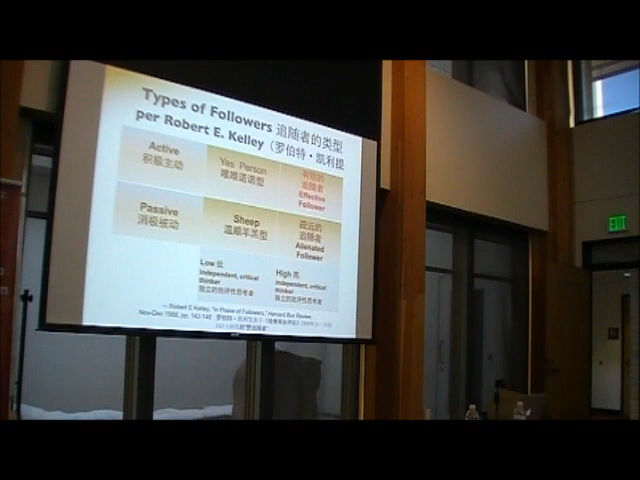 Types of Followers 追随者的类型
per Robert E. Kelley (罗伯特·凯利提
Active
积极主动
Yes Person
唯唯诺诺型
有效的
追随者
Effective
Follower
Passive
消极被动
Sheep
温顺羊羔型
疏远的
追随者
Alienated
Follower
Low 低
independent, critical
thinker
独立的批评性思考者
High 高
independent, critical
thinker
独立的批评性思考者
— Robert E Kelley, "In Praise of Followers," Harvard Bus Review,
Nov-Dec 1988, pp. 142-148
EXIT